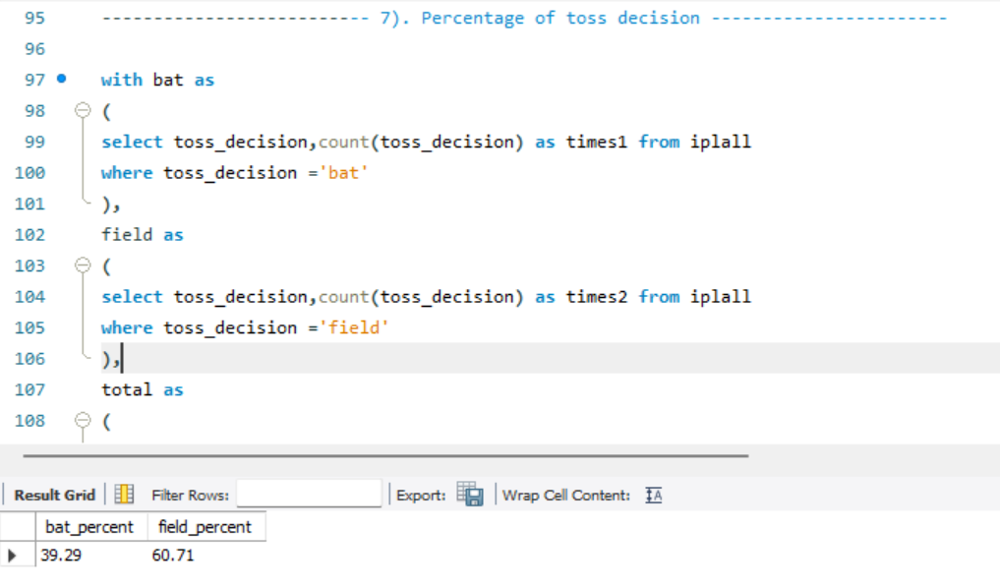 95 --------------------------- 7). Percentage of toss decision ------------------------
96
97 with bat as
98 (
99 select toss_decision,count(toss_decision) as times1 from iplall
100 where toss_decision ='bat'
101 ),
102 field as
103 (
104 select toss_decision,count(toss_decision) as times2 from iplall
105 where toss_decision ='field'
106 ),
107 total as
108 (
Result Grid Filter Rows: Export: Wrap Cell Content: IA
bat_percent field_percent
39.29 60.71